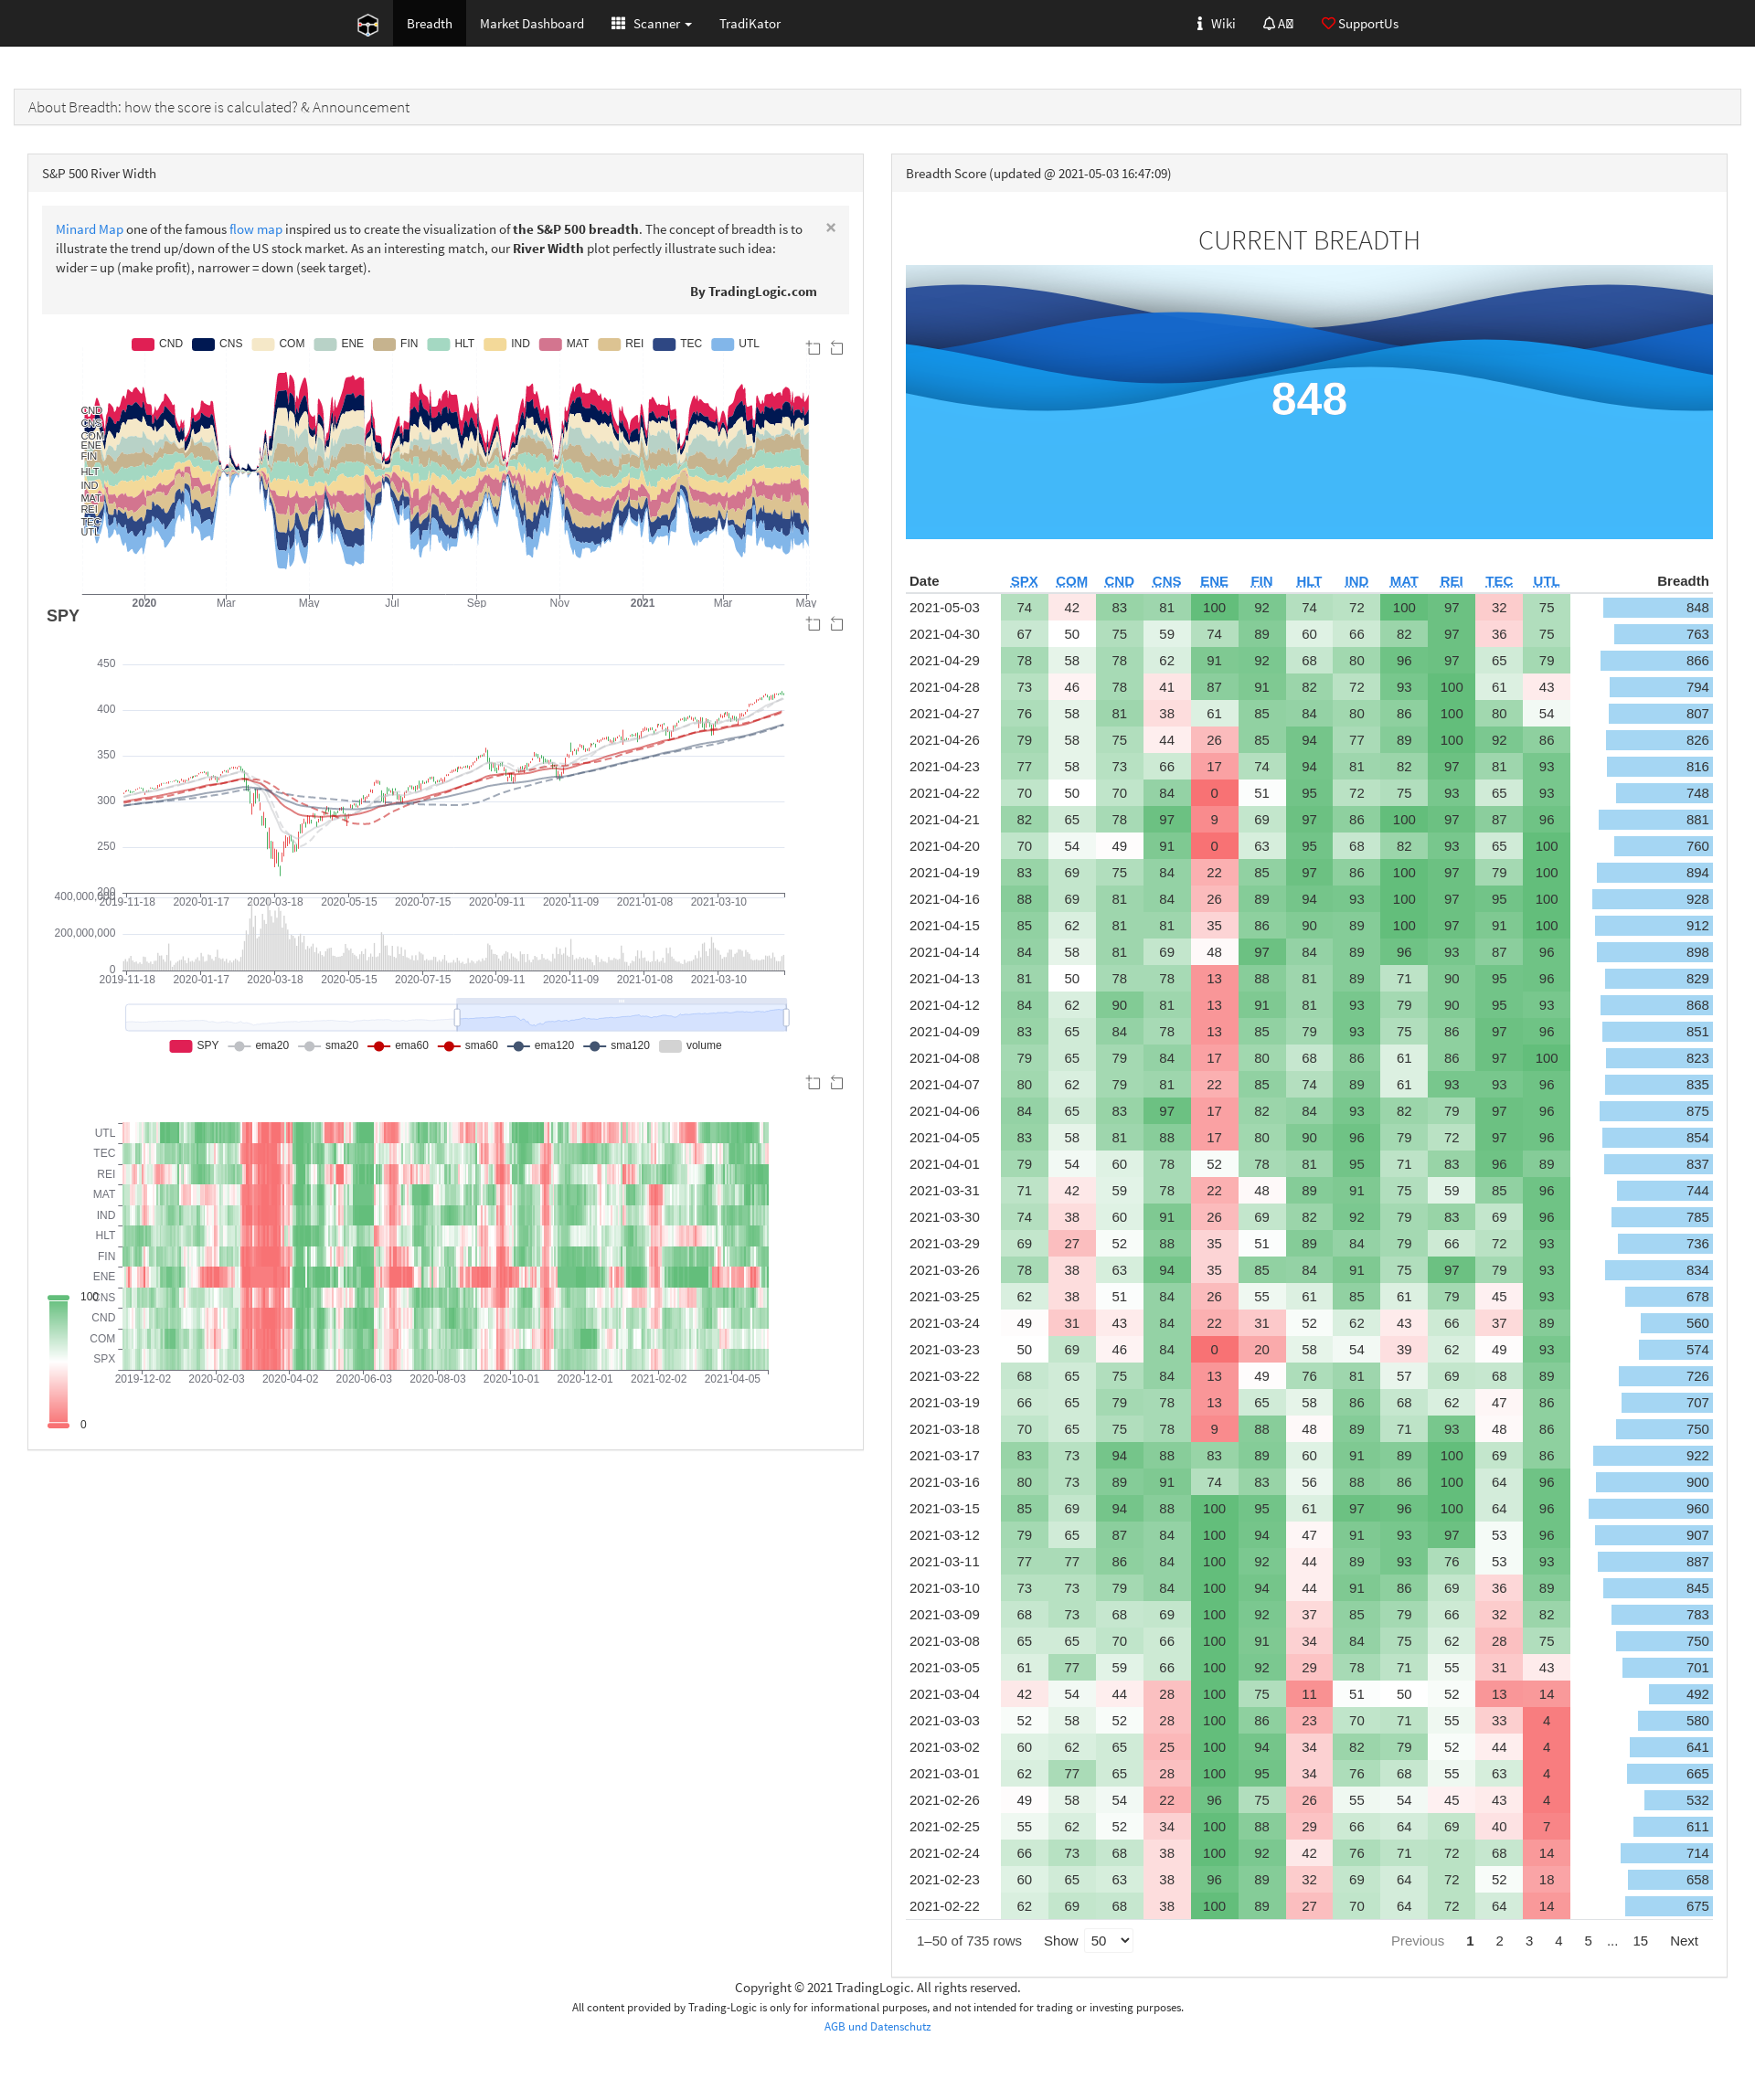 Breadth Market Dashboard Scanner TradiKator Wiki SupportUs
About Breadth: how the score is calculated? & Announcement
S&P 500 River Width
Minard Map one of the famous flow map inspired us to create the visualization of the S&P 500 breadth. The concept of breadth is to
illustrate the trend up/down of the US stock market. As an interesting match, our River Width plot perfectly illustrate such idea:
wider = up (make profit), narrower = down (seek target).
×
By TradingLogic.com
CND CNS COM ENE FIN HLT IND MAT REI TEC UTL
CND
CNS
COM
ENE
FIN
HLT
IND
MAT
REI
TEC
UTL
2020 Mar May Jul Sep Nov 2021 Mar May
SPY
450
400
350
300
250
200
2019-11-18 2020-01-17 2020-03-18 2020-05-15 2020-07-15 2020-09-11 2020-11-09 2021-01-08 2021-03-10
400,000,000
200,000,000
0
2019-11-18 2020-01-17 2020-03-18 2020-05-15 2020-07-15 2020-09-11 2020-11-09 2021-01-08 2021-03-10
SPY ema20 sma20 ema60 sma60 ema120 sma120 volume
UTL
TEC
REI
MAT
IND
HLT
FIN
ENE
CNS
CND
COM
SPX
2019-12-02 2020-02-03 2020-04-02 2020-06-03 2020-08-03 2020-10-01 2020-12-01 2021-02-02 2021-04-05
100
0
Breadth Score (updated @ 2021-05-03 16:47:09)
CURRENT BREADTH
848
Date SPX COM CND CNS ENE FIN HLT IND MAT REI TEC UTL Breadth
2021-05-03 74 42 83 81 100 92 74 72 100 97 32 75 848
2021-04-30 67 50 75 59 74 89 60 66 82 97 36 75 763
2021-04-29 78 58 78 62 91 92 68 80 96 97 65 79 866
2021-04-28 73 46 78 41 87 91 82 72 93 100 61 43 794
2021-04-27 76 58 81 38 61 85 84 80 86 100 80 54 807
2021-04-26 79 58 75 44 26 85 94 77 89 100 92 86 826
2021-04-23 77 58 73 66 17 74 94 81 82 97 81 93 816
2021-04-22 70 50 70 84 0 51 95 72 75 93 65 93 748
2021-04-21 82 65 78 97 9 69 97 86 100 97 87 96 881
2021-04-20 70 54 49 91 0 63 95 68 82 93 65 100 760
2021-04-19 83 69 75 84 22 85 97 86 100 97 79 100 894
2021-04-16 88 69 81 84 26 89 94 93 100 97 95 100 928
2021-04-15 85 62 81 81 35 86 90 89 100 97 91 100 912
2021-04-14 84 58 81 69 48 97 84 89 96 93 87 96 898
2021-04-13 81 50 78 78 13 88 81 89 71 90 95 96 829
2021-04-12 84 62 90 81 13 91 81 93 79 90 95 93 868
2021-04-09 83 65 84 78 13 85 79 93 75 86 97 96 851
2021-04-08 79 65 79 84 17 80 68 86 61 86 97 100 823
2021-04-07 80 62 79 81 22 85 74 89 61 93 93 96 835
2021-04-06 84 65 83 97 17 82 84 93 82 79 97 96 875
2021-04-05 83 58 81 88 17 80 90 96 79 72 97 96 854
2021-04-01 79 54 60 78 52 78 81 95 71 83 96 89 837
2021-03-31 71 42 59 78 22 48 89 91 75 59 85 96 744
2021-03-30 74 38 60 91 26 69 82 92 79 83 69 96 785
2021-03-29 69 27 52 88 35 51 89 84 79 66 72 93 736
2021-03-26 78 38 63 94 35 85 84 91 75 97 79 93 834
2021-03-25 62 38 51 84 26 55 61 85 61 79 45 93 678
2021-03-24 49 31 43 84 22 31 52 62 43 66 37 89 560
2021-03-23 50 69 46 84 0 20 58 54 39 62 49 93 574
2021-03-22 68 65 75 84 13 49 76 81 57 69 68 89 726
2021-03-19 66 65 79 78 13 65 58 86 68 62 47 86 707
2021-03-18 70 65 75 78 9 88 48 89 71 93 48 86 750
2021-03-17 83 73 94 88 83 89 60 91 89 100 69 86 922
2021-03-16 80 73 89 91 74 83 56 88 86 100 64 96 900
2021-03-15 85 69 94 88 100 95 61 97 96 100 64 96 960
2021-03-12 79 65 87 84 100 94 47 91 93 97 53 96 907
2021-03-11 77 77 86 84 100 92 44 89 93 76 53 93 887
2021-03-10 73 73 79 84 100 94 44 91 86 69 36 89 845
2021-03-09 68 73 68 69 100 92 37 85 79 66 32 82 783
2021-03-08 65 65 70 66 100 91 34 84 75 62 28 75 750
2021-03-05 61 77 59 66 100 92 29 78 71 55 31 43 701
2021-03-04 42 54 44 28 100 75 11 51 50 52 13 14 492
2021-03-03 52 58 52 28 100 86 23 70 71 55 33 4 580
2021-03-02 60 62 65 25 100 94 34 82 79 52 44 4 641
2021-03-01 62 77 65 28 100 95 34 76 68 55 63 4 665
2021-02-26 49 58 54 22 96 75 26 55 54 45 43 4 532
2021-02-25 55 62 52 34 100 88 29 66 64 69 40 7 611
2021-02-24 66 73 68 38 100 92 42 76 71 72 68 14 714
2021-02-23 60 65 63 38 96 89 32 69 64 72 52 18 658
2021-02-22 62 69 68 38 100 89 27 70 64 72 64 14 675
1–50 of 735 rows Show 50 Previous 1 2 3 4 5 ... 15 Next
Copyright © 2021 TradingLogic. All rights reserved.
All content provided by Trading-Logic is only for informational purposes, and not intended for trading or investing purposes.
AGB und Datenschutz